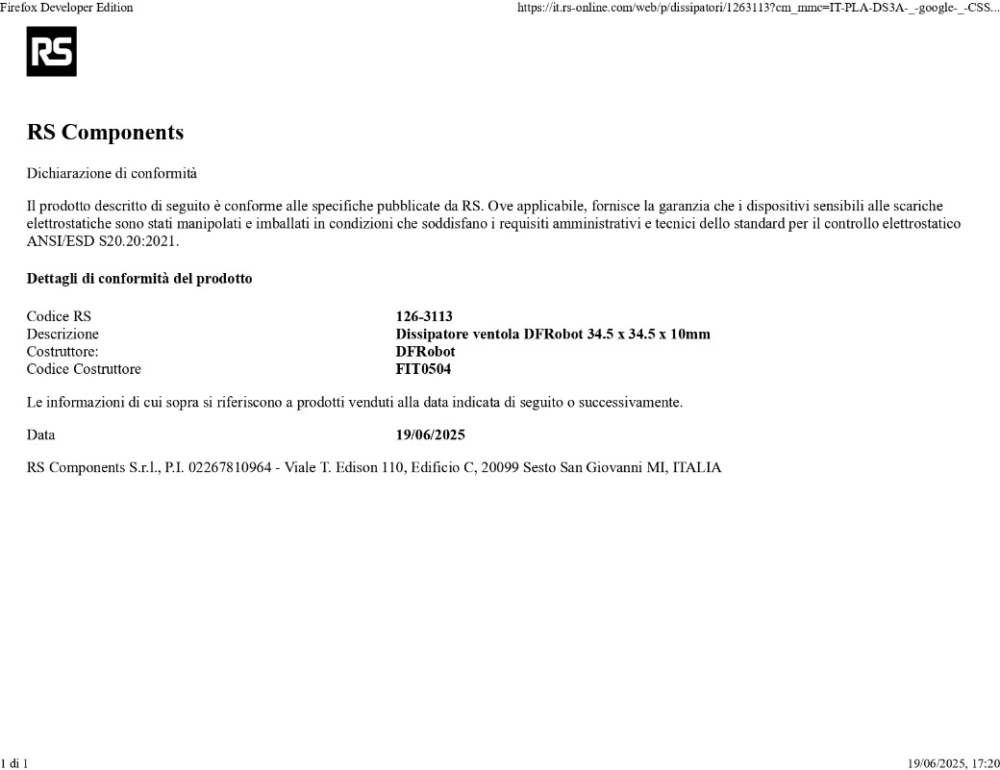 Firefox Developer Edition
https://it.rs-online.com/web/p/dissipatori/1263113?cm_mmc=IT-PLA-DS3A-_-google-_-CSS...
RS
RS Components
Dichiarazione di conformità
Il prodotto descritto di seguito è conforme alle specifiche pubblicate da RS. Ove applicabile, fornisce la garanzia che i dispositivi sensibili alle scariche
elettrostatiche sono stati manipolati e imballati in condizioni che soddisfano i requisiti amministrativi e tecnici dello standard per il controllo elettrostatico
ANSI/ESD S20.20:2021.
Dettagli di conformità del prodotto
Codice RS 126-3113
Descrizione Dissipatore ventola DFRobot 34.5 x 34.5 x 10mm
Costruttore: DFRobot
Codice Costruttore FIT0504
Le informazioni di cui sopra si riferiscono a prodotti venduti alla data indicata di seguito o successivamente.
Data 19/06/2025
RS Components S.r.l., P.I. 02267810964 - Viale T. Edison 110, Edificio C, 20099 Sesto San Giovanni MI, ITALIA
1 di 1
19/06/2025, 17:20